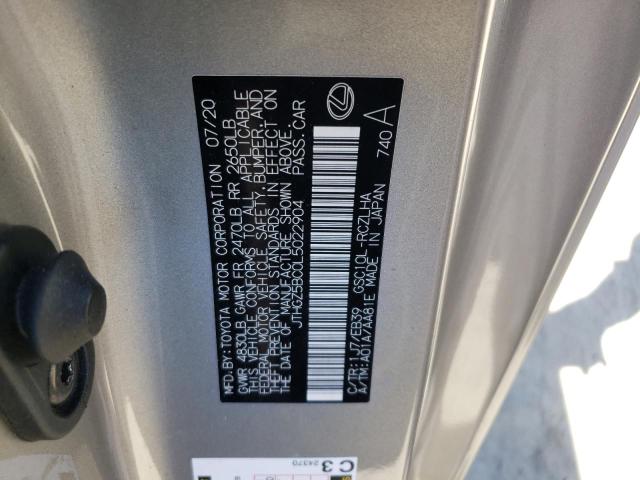 MFD.BY:TOYOTA MOTOR CORPORATION 07/20
GVWR 4830LB GAWR FR 2470LB RR 2650LB
THIS VEHICLE CONFORMS TO ALL APPLICABLE
FEDERAL MOTOR VEHICLE SAFETY, BUMPER, AND
THEFT PREVENTION STANDARDS IN EFFECT ON
THE DATE OF MANUFACTURE SHOWN ABOVE.
JTHGZ5BC0L5022904 PASS.CAR
C/TR:1J7/EB39 GSC10L -RCZLHA
A/TM:A01A/AA81E MADE IN JAPAN 740 A
C 3
24370